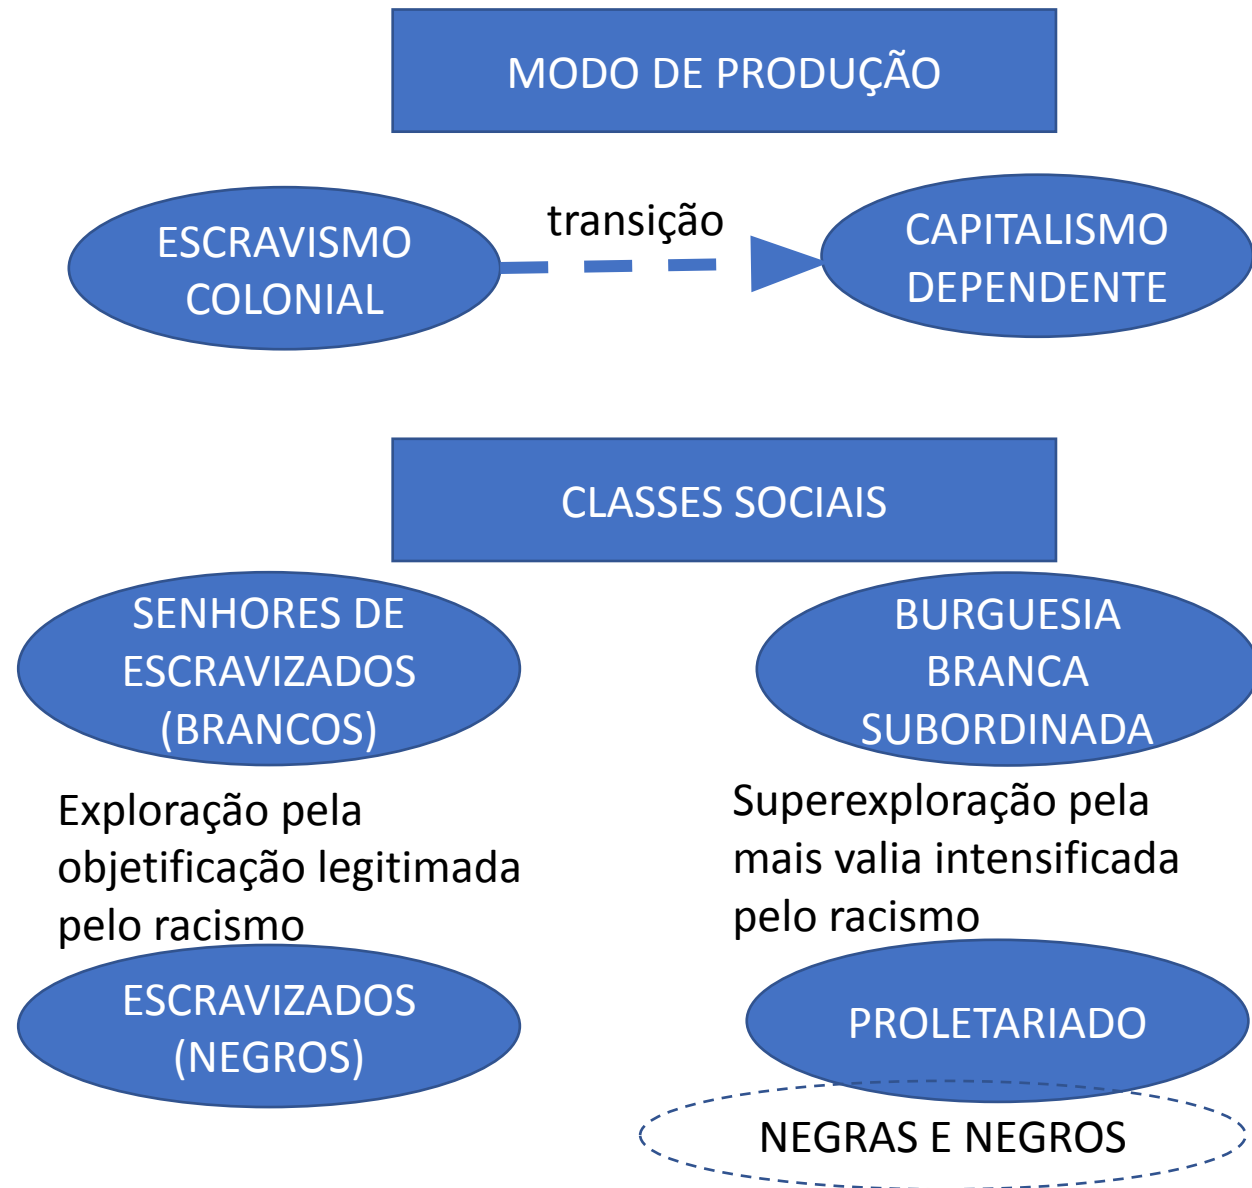 MODO DE PRODUÇÃO
ESCRAVISMO
COLONIAL
transição
CAPITALISMO
DEPENDENTE
CLASSES SOCIAIS
SENHORES DE
ESCRAVIZADOS
(BRANCOS)
BURGUESIA
BRANCA
SUBORDINADA
Exploração pela
objetificação legitimada
pelo racismo
Superexploração pela
mais valia intensificada
pelo racismo
ESCRAVIZADOS
(NEGROS)
PROLETARIADO
NEGRAS E NEGROS